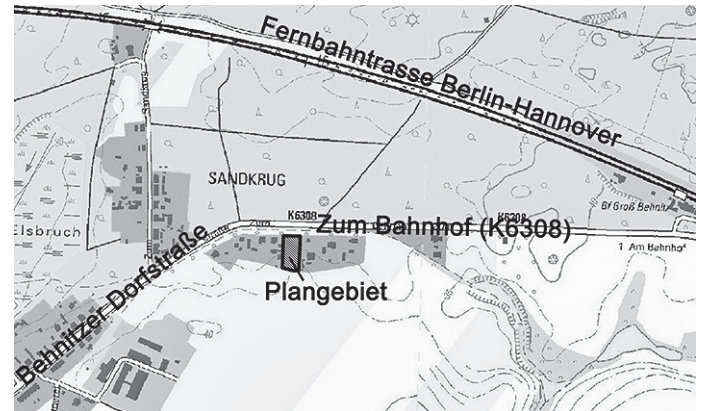 Fernbahntrasse Berlin-Hannover
SANDKRUG
K6308
K6308
Bf Groß Behnitz
Zum
Zum Bahnhof (K6308)
Elsbruch
1 Am Bahnhof
Behnitzer Dorfstraße
Plangebiet